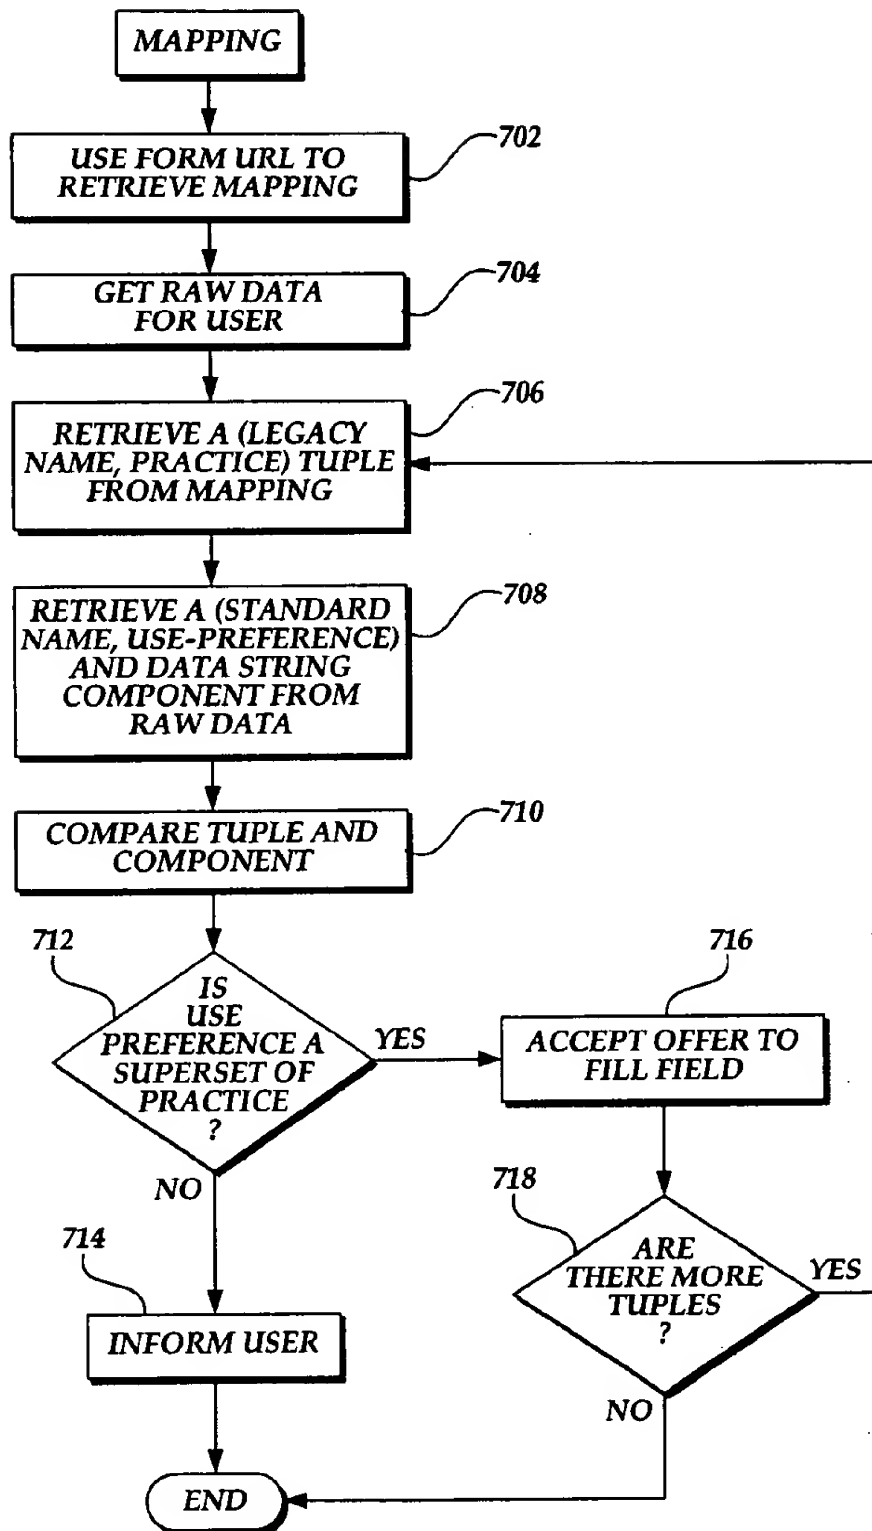 MAPPING
702
USE FORM URL TO
RETRIEVE MAPPING
704
GET RAW DATA
FOR USER
706
RETRIEVE A (LEGACY
NAME, PRACTICE) TUPLE
FROM MAPPING
708
RETRIEVE A (STANDARD
NAME, USE-PREFERENCE)
AND DATA STRING
COMPONENT FROM
RAW DATA
710
COMPARE TUPLE AND
COMPONENT
712
IS
USE
PREFERENCE A
SUPERSET OF
PRACTICE
?
YES
NO
716
ACCEPT OFFER TO
FILL FIELD
718
ARE
THERE MORE
TUPLES
?
YES
NO
714
INFORM USER
END